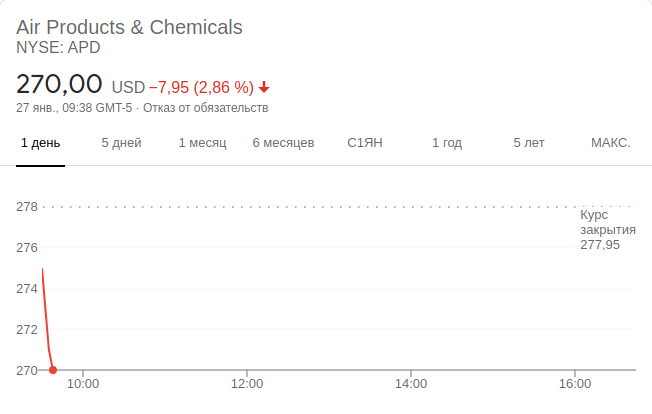 Air Products & Chemicals
NYSE: APD
270,00 USD −7,95 (2,86 %)
27 янв., 09:38 GMT-5 · Отказ от обязательств
1 день 5 дней 1 месяц 6 месяцев С1ЯН 1 год 5 лет МАКС.
278
Курс
закрытия
277,95
276
274
272
270
10:00 12:00 14:00 16:00